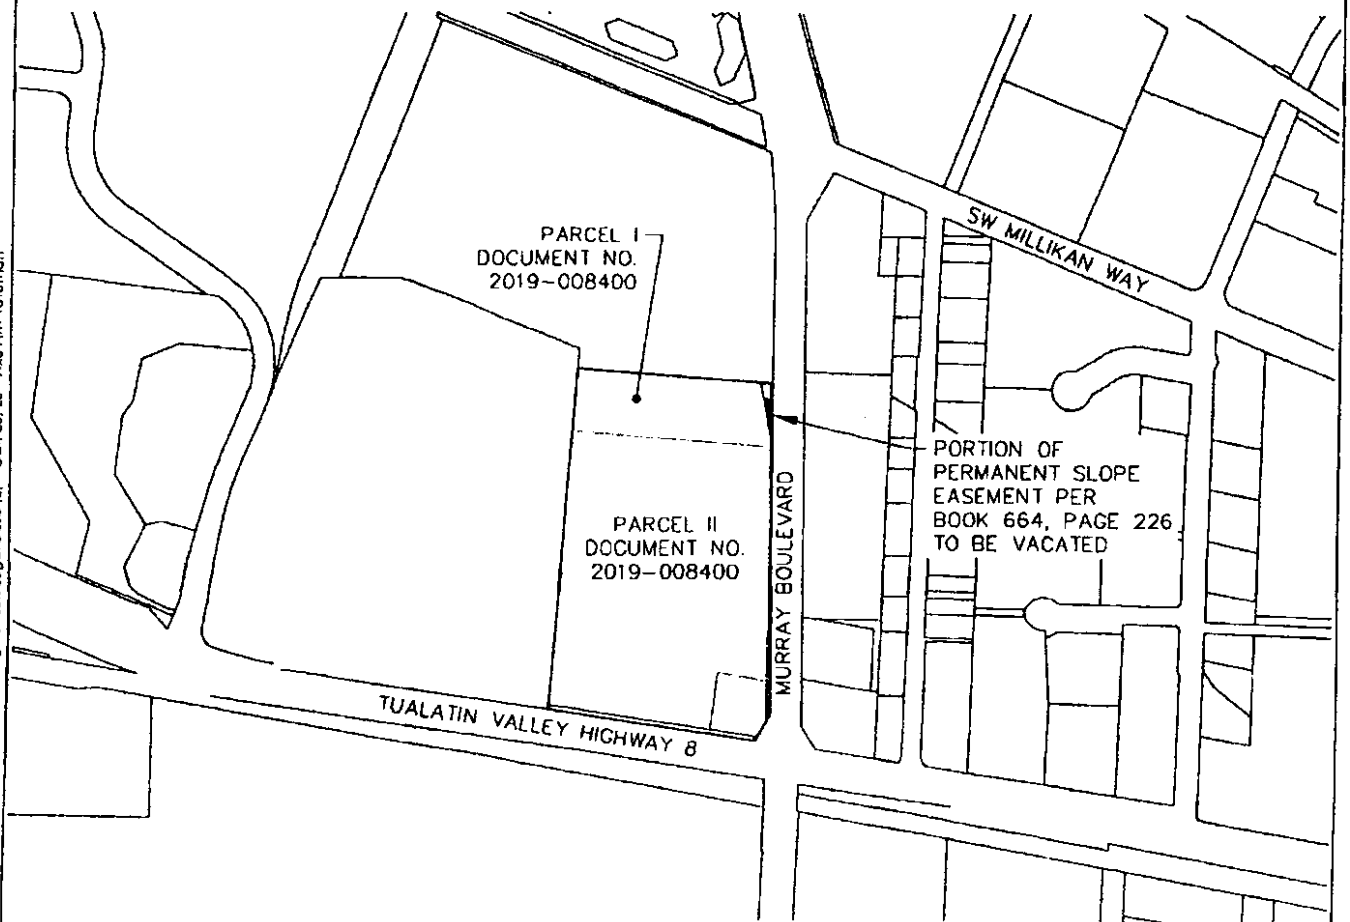 PARCEL I
DOCUMENT NO.
2019-008400
SW MILLIKAN WAY
PORTION OF
PERMANENT SLOPE
EASEMENT PER
BOOK 664, PAGE 226
TO BE VACATED
PARCEL II
DOCUMENT NO.
2019-008400
MURRAY BOULEVARD
TUALATIN VALLEY HIGHWAY 8